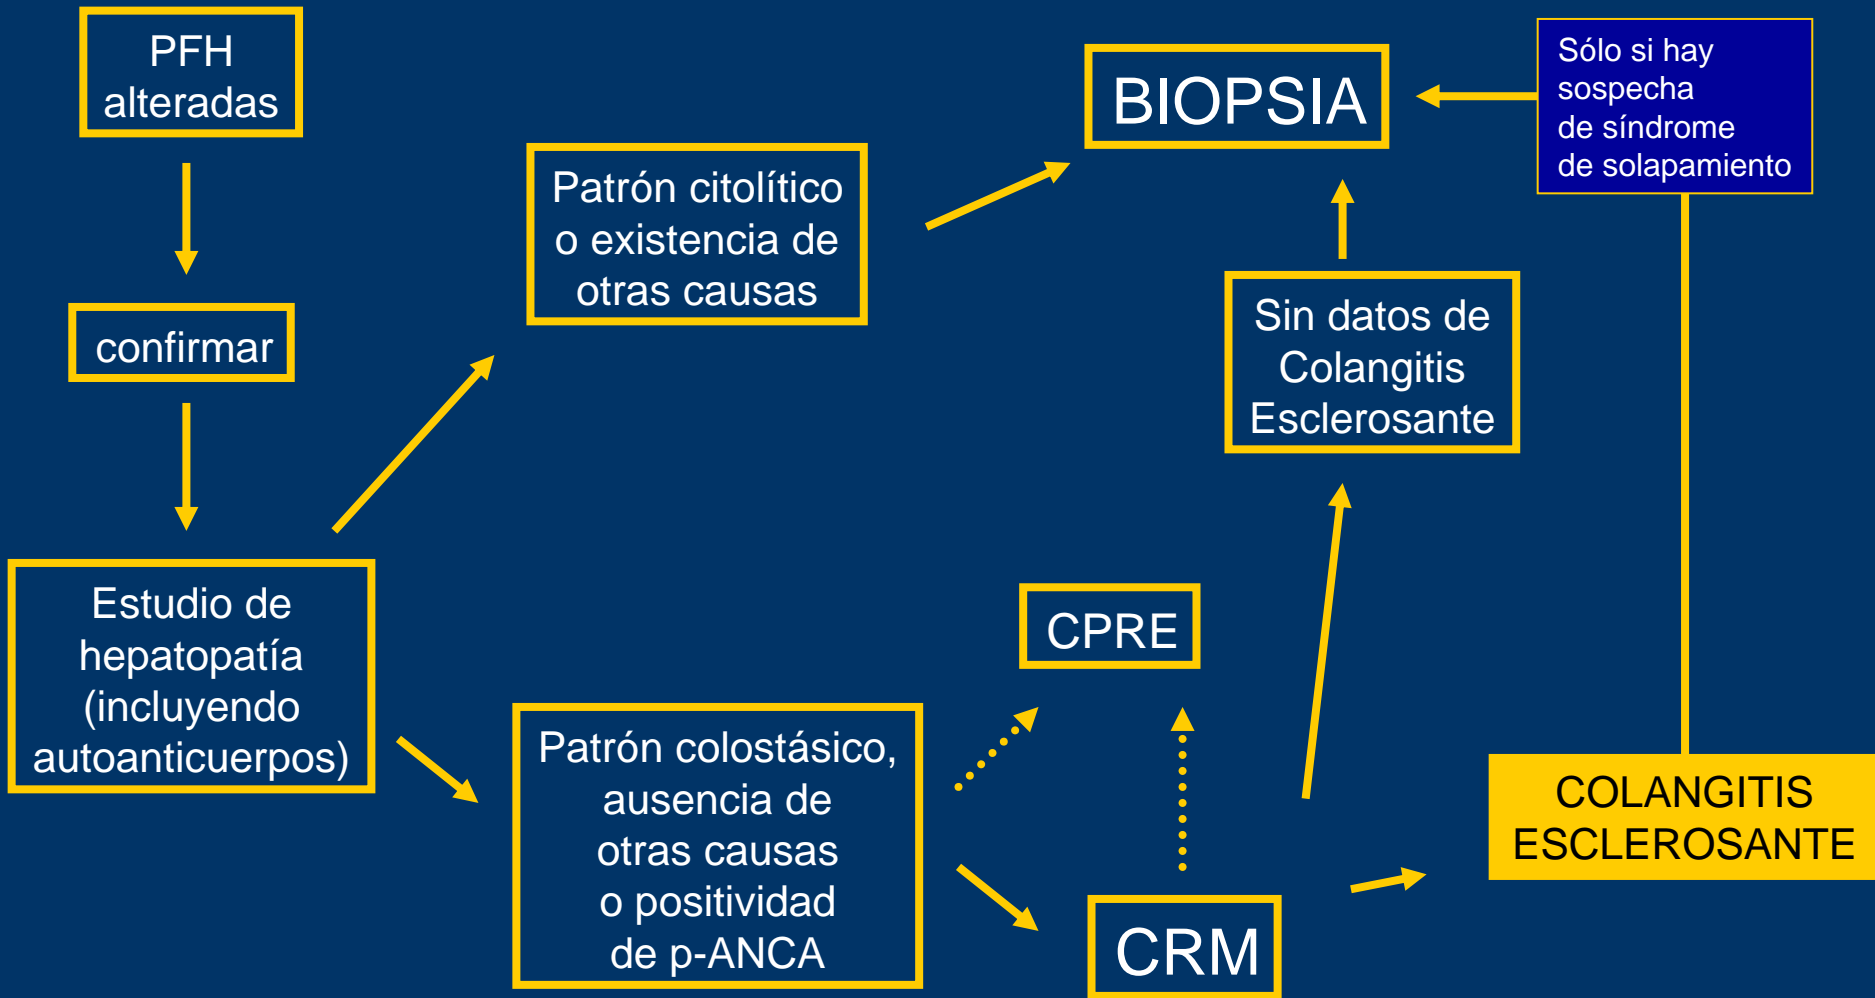 PFH
alteradas
confirmar
Estudio de
hepatopatía
(incluyendo
autoanticuerpos)
Patrón citolítico
o existencia de
otras causas
Patrón colostásico,
ausencia de
otras causas
o positividad
de p-ANCA
CPRE
CRM
BIOPSIA
Sin datos de
Colangitis
Esclerosante
Sólo si hay
sospecha
de síndrome
de solapamiento
COLANGITIS
ESCLEROSANTE